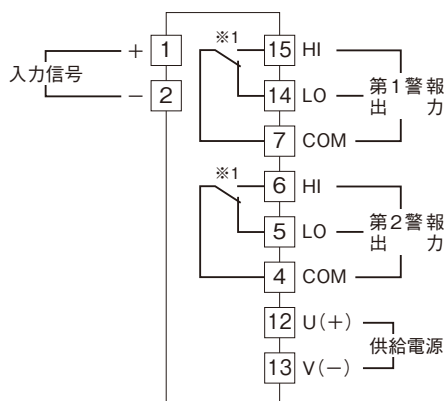 入力信号
+ 1
− 2
※1
15 HI
14 LO
7 COM
第1警報
出力
※1
6 HI
5 LO
4 COM
第2警報
出力
12 U(+)
13 V(−)
供給電源